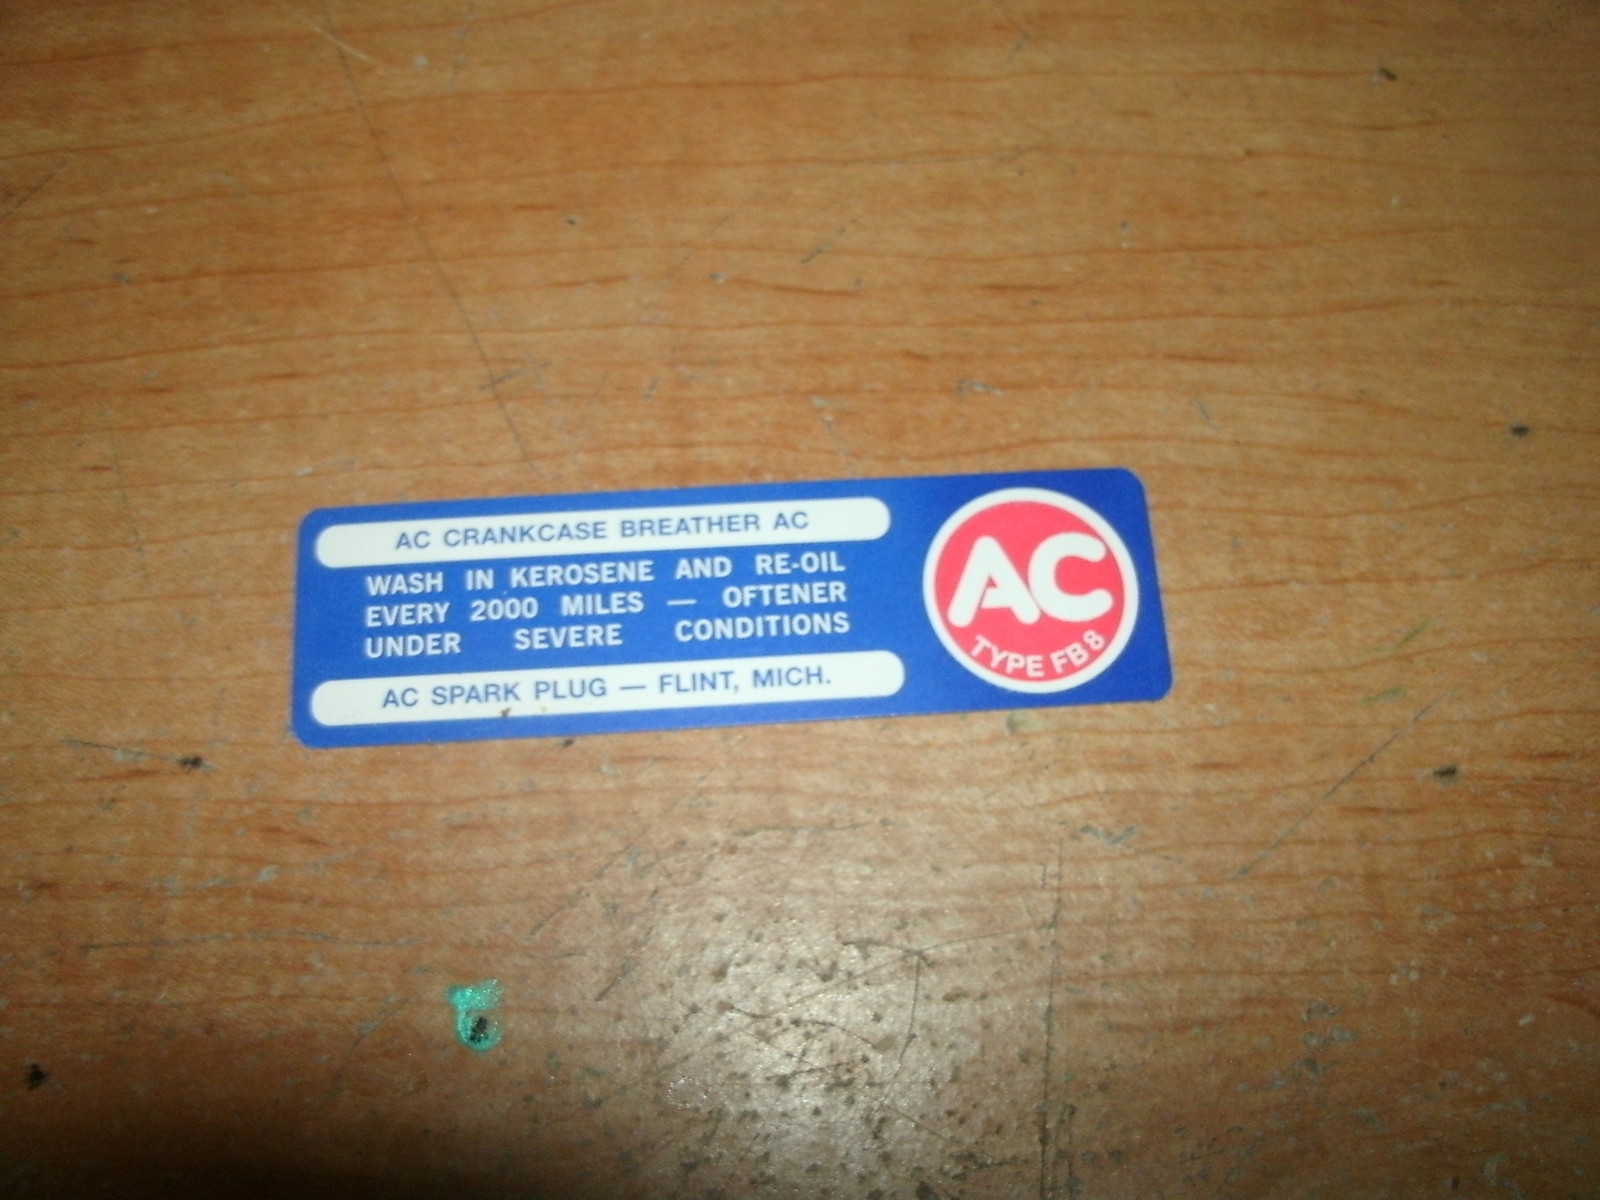 AC CRANKCASE BREATHER AC
WASH IN KEROSENE AND RE-OIL
EVERY 2000 MILES — OFTENER
UNDER SEVERE CONDITIONS
AC SPARK PLUG — FLINT, MICH.
AC
TYPE FB8